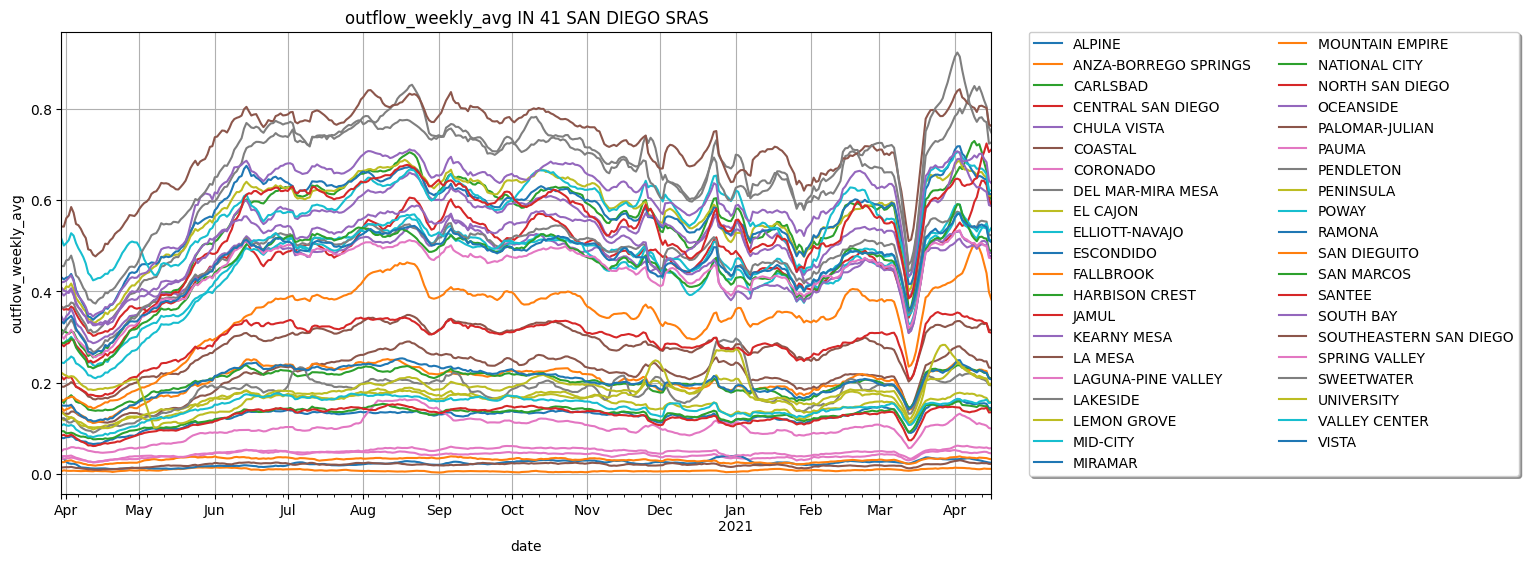 outflow_weekly_avg IN 41 SAN DIEGO SRAS
outflow_weekly_avg
0.8
0.6
0.4
0.2
0.0
Apr May Jun Jul Aug Sep Oct Nov Dec Jan Feb Mar Apr
2021
date
ALPINE
ANZA-BORREGO SPRINGS
CARLSBAD
CENTRAL SAN DIEGO
CHULA VISTA
COASTAL
CORONADO
DEL MAR-MIRA MESA
EL CAJON
ELLIOTT-NAVAJO
ESCONDIDO
FALLBROOK
HARBISON CREST
JAMUL
KEARNY MESA
LA MESA
LAGUNA-PINE VALLEY
LAKESIDE
LEMON GROVE
MID-CITY
MIRAMAR
MOUNTAIN EMPIRE
NATIONAL CITY
NORTH SAN DIEGO
OCEANSIDE
PALOMAR-JULIAN
PAUMA
PENDLETON
PENINSULA
POWAY
RAMONA
SAN DIEGUITO
SAN MARCOS
SANTEE
SOUTH BAY
SOUTHEASTERN SAN DIEGO
SPRING VALLEY
SWEETWATER
UNIVERSITY
VALLEY CENTER
VISTA